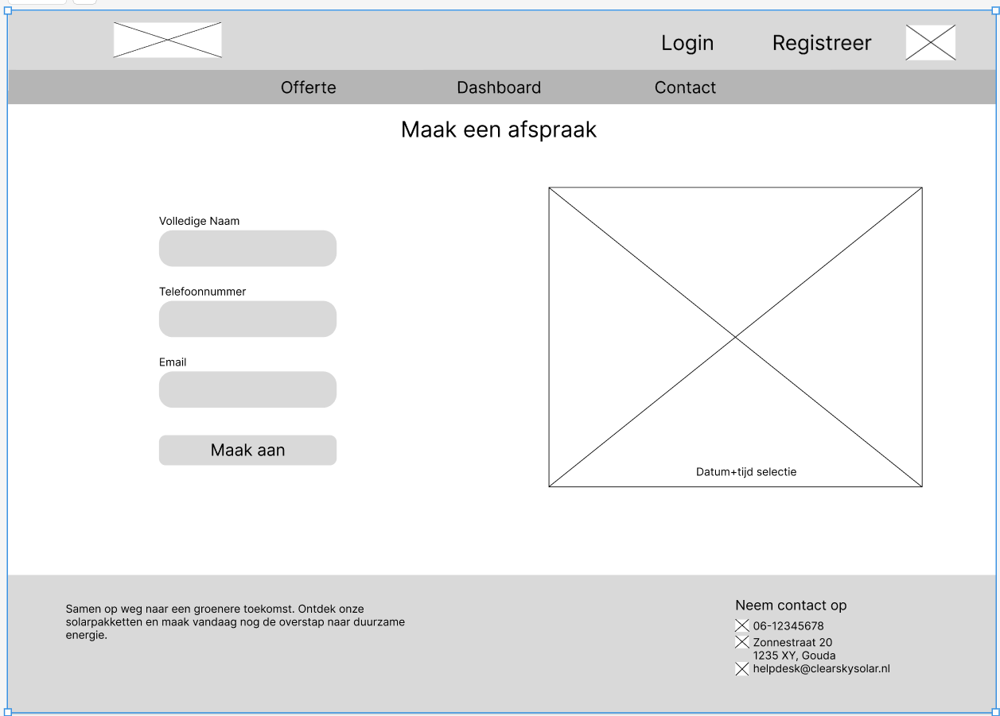 Login
Registreer
Offerte
Dashboard
Contact
Maak een afspraak
Volledige Naam
Telefoonnummer
Email
Maak aan
Datum+tijd selectie
Samen op weg naar een groenere toekomst. Ontdek onze
solarpakketten en maak vandaag nog de overstap naar duurzame
energie.
Neem contact op
06-12345678
Zonnestraat 20
1235 XY, Gouda
helpdesk@clearskysolar.nl